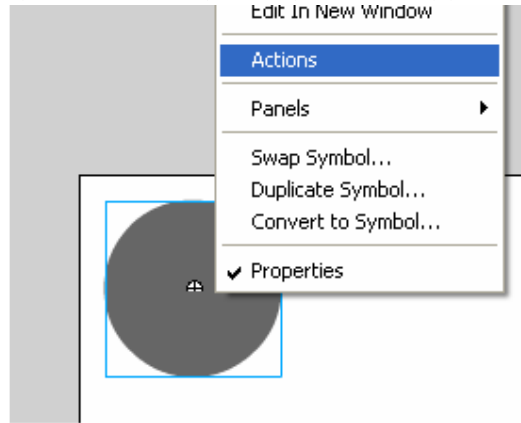 Edit In New Window
Actions
Panels
Swap Symbol...
Duplicate Symbol...
Convert to Symbol...
Properties